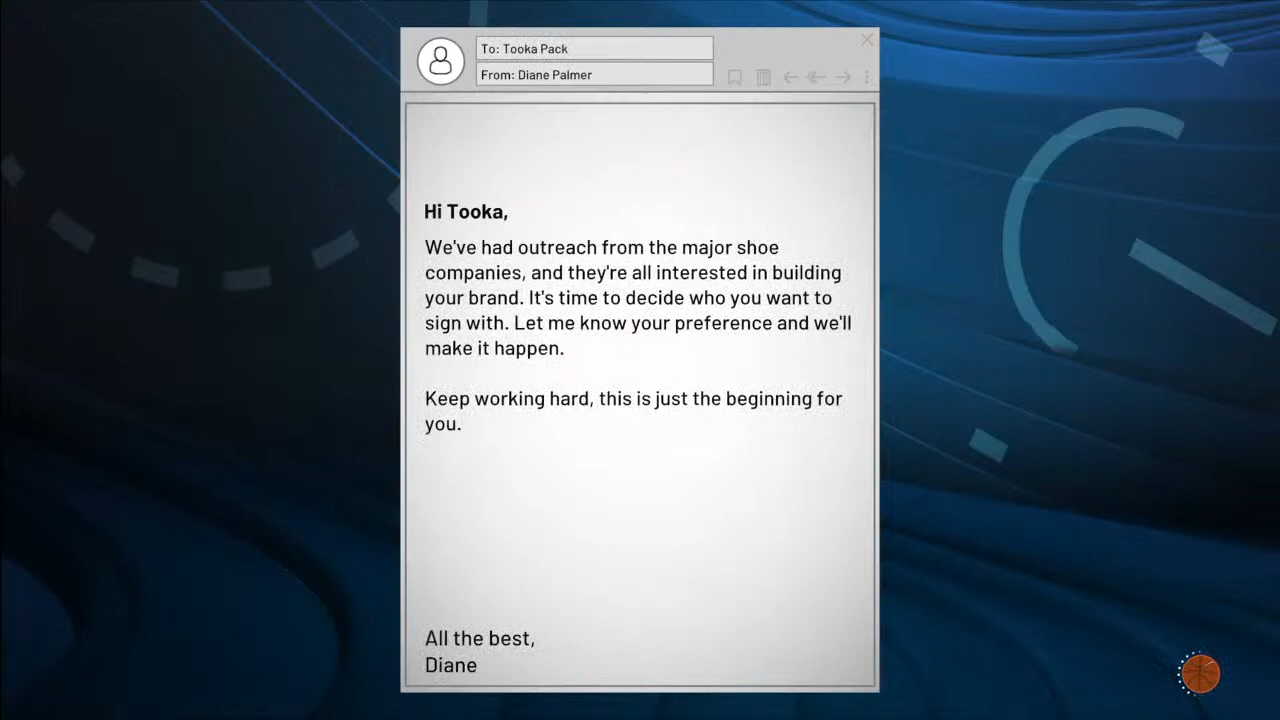 To: Tooka Pack
From: Diane Palmer
Hi Tooka,
We've had outreach from the major shoe
companies, and they're all interested in building
your brand. It's time to decide who you want to
sign with. Let me know your preference and we'll
make it happen.
Keep working hard, this is just the beginning for
you.
All the best,
Diane